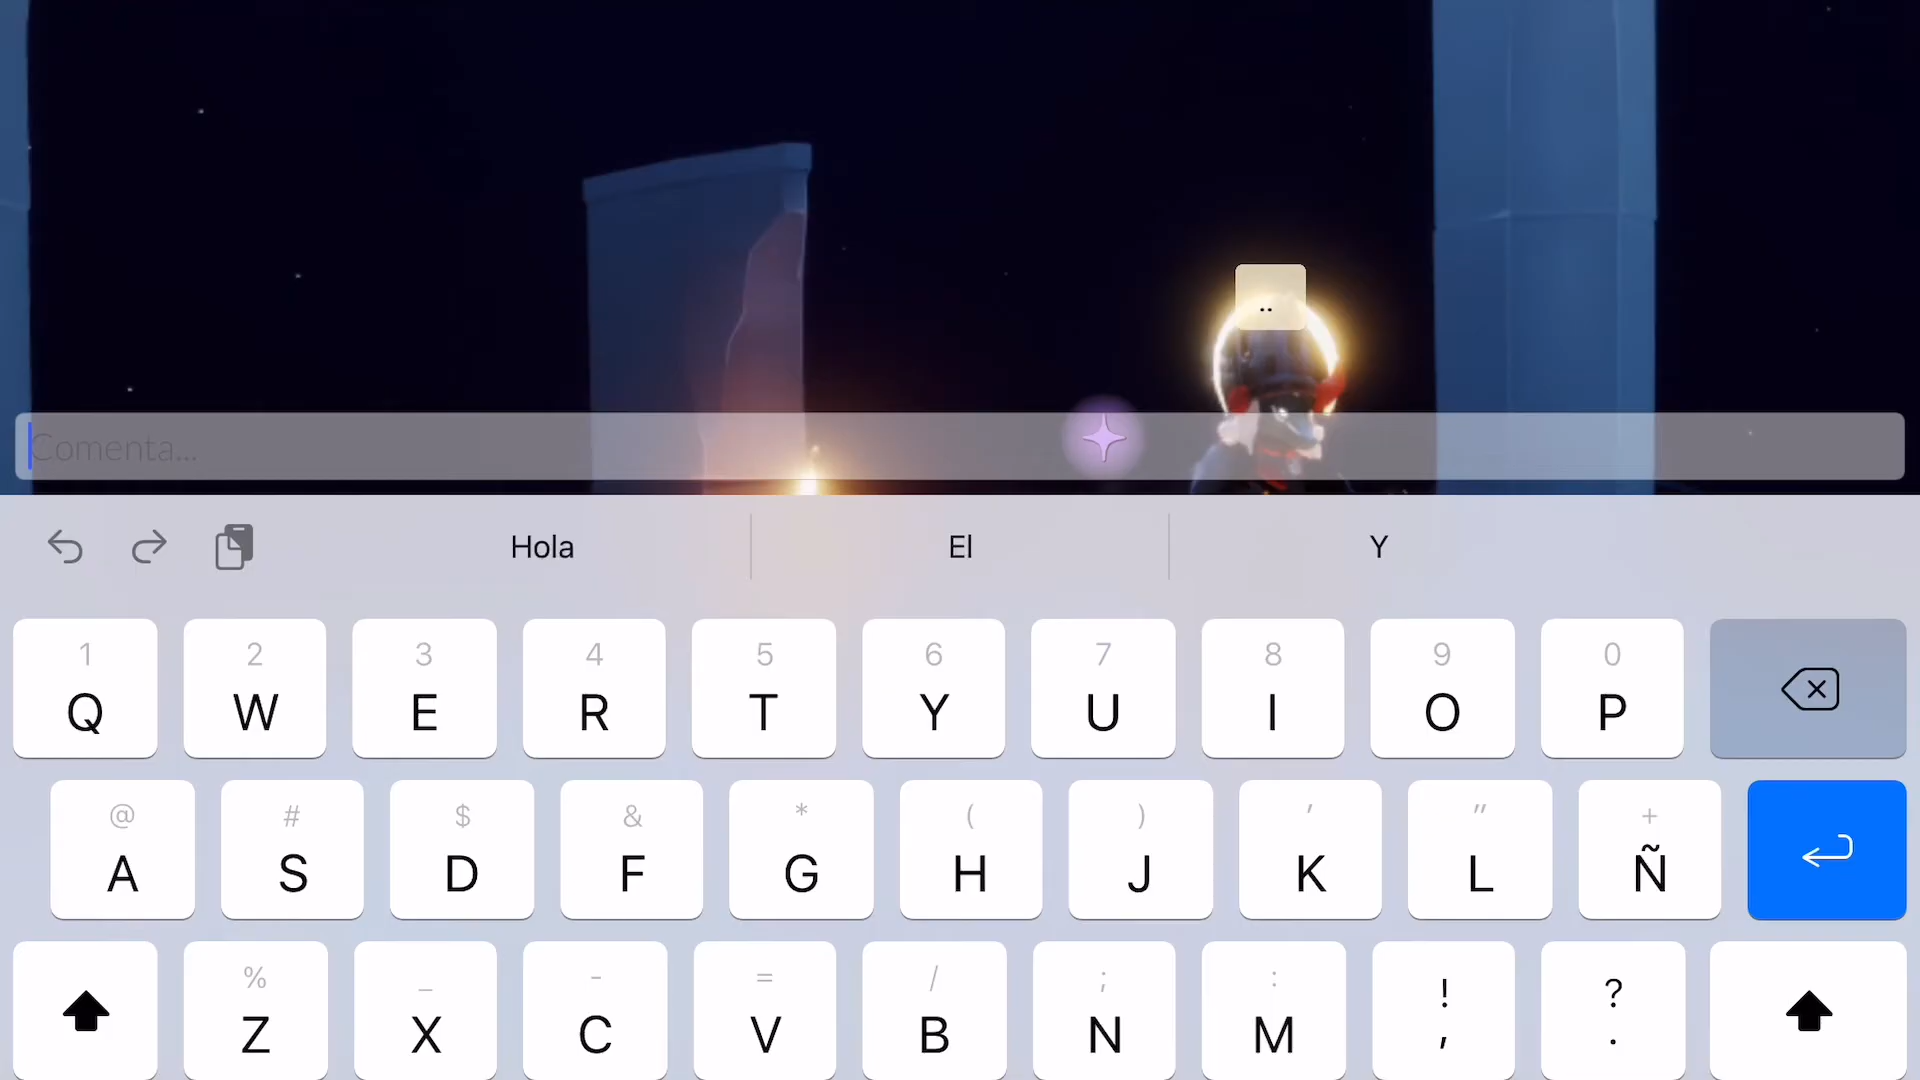 ..
Comenta...
Hola El Y
1 2 3 4 5 6 7 8 9 0
Q W E R T Y U I O P
@ # $ & * ( ) ' " +
A S D F G H J K L Ñ
% _ - = / ; : ! ?
Z X C V B N M , .